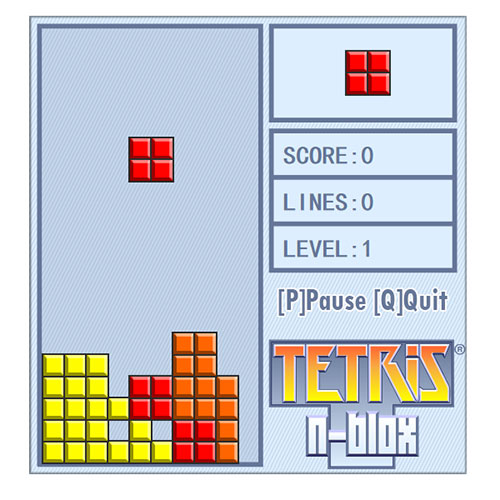 SCORE:0
LINES:0
LEVEL:1
[P]Pause [Q]Quit
TETRIS®
n-blox